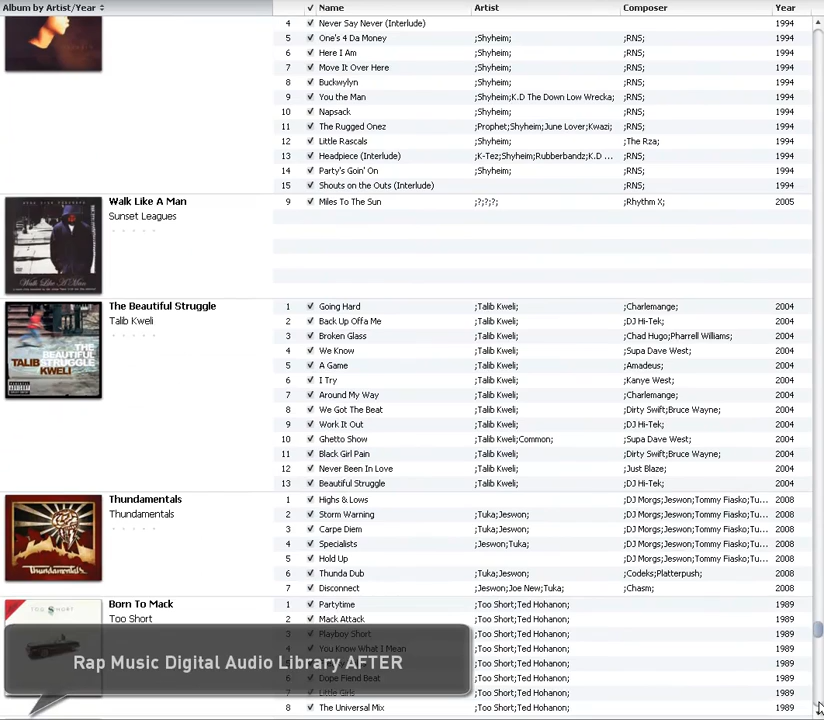 Album by Artist/Year ✓ Name Artist Composer Year
4 ✓ Never Say Never (Interlude) 1994
5 ✓ One's 4 Da Money ;Shyheim; ;RNS; 1994
6 ✓ Here I Am ;Shyheim; ;RNS; 1994
7 ✓ Move It Over Here ;Shyheim; ;RNS; 1994
8 ✓ Buckwylyn ;Shyheim; ;RNS; 1994
9 ✓ You the Man ;Shyheim;K.D The Down Low Wrecka; ;RNS; 1994
10 ✓ Napsack ;Shyheim; ;RNS; 1994
11 ✓ The Rugged Onez ;Prophet;Shyheim;June Lover;Kwazi; ;RNS; 1994
12 ✓ Little Rascals ;Shyheim; ;The Rza; 1994
13 ✓ Headpiece (Interlude) ;K-Tez;Shyheim;Rubberbandz;K.D ... ;RNS; 1994
14 ✓ Party's Goin' On ;Shyheim; ;RNS; 1994
15 ✓ Shouts on the Outs (Interlude) ;RNS; 1994
Walk Like A Man 9 ✓ Miles To The Sun ;?;?;?; ;Rhythm X; 2005
Sunset Leagues
Walk Like A Man
The Beautiful Struggle 1 ✓ Going Hard ;Talib Kweli; ;Charlemange; 2004
Talib Kweli 2 ✓ Back Up Offa Me ;Talib Kweli; ;DJ Hi-Tek; 2004
3 ✓ Broken Glass ;Talib Kweli; ;Chad Hugo;Pharrell Williams; 2004
THE BEAUTIFUL STRUGGLE
TALIB KWELI
4 ✓ We Know ;Talib Kweli; ;Supa Dave West; 2004
5 ✓ A Game ;Talib Kweli; ;Amadeus; 2004
6 ✓ I Try ;Talib Kweli; ;Kanye West; 2004
7 ✓ Around My Way ;Talib Kweli; ;Charlemange; 2004
8 ✓ We Got The Beat ;Talib Kweli; ;Dirty Swift;Bruce Wayne; 2004
9 ✓ Work It Out ;Talib Kweli; ;DJ Hi-Tek; 2004
10 ✓ Ghetto Show ;Talib Kweli;Common; ;Supa Dave West; 2004
11 ✓ Black Girl Pain ;Talib Kweli; ;Dirty Swift;Bruce Wayne; 2004
12 ✓ Never Been In Love ;Talib Kweli; ;Just Blaze; 2004
13 ✓ Beautiful Struggle ;Talib Kweli; ;DJ Hi-Tek; 2004
Thundamentals 1 ✓ Highs & Lows ;DJ Morgs;Jeswon;Tommy Fiasko;Tu... 2008
Thundamentals 2 ✓ Storm Warning ;Tuka;Jeswon; ;DJ Morgs;Jeswon;Tommy Fiasko;Tu... 2008
3 ✓ Carpe Diem ;DJ Morgs;Jeswon;Tommy Fiasko;Tu... 2008
4 ✓ Specialists ;Jeswon;Tuka; ;DJ Morgs;Jeswon;Tommy Fiasko;Tu... 2008
5 ✓ Hold Up ;DJ Morgs;Jeswon;Tommy Fiasko;Tu... 2008
Thundamentals
6 ✓ Thunda Dub ;Tuka;Jeswon; ;Codeks;Platterpush; 2008
7 ✓ Disconnect ;Jeswon;Joe New;Tuka; ;Chasm; 2008
Born To Mack 1 ✓ Partytime ;Too Short;Ted Hohanon; 1989
TOO SHORT
Too Short 2 ✓ Mack Attack ;Too Short;Ted Hohanon; 1989
3 ✓ Playboy Short ;Too Short;Ted Hohanon; 1989
4 ✓ You Know What I Mean ;Too Short;Ted Hohanon; 1989
Rap Music Digital Audio Library AFTER
;Too Short;Ted Hohanon; 1989
6 ✓ Dope Fiend Beat ;Too Short;Ted Hohanon; 1989
7 ✓ Little Girls ;Too Short;Ted Hohanon; 1989
8 ✓ The Universal Mix ;Too Short;Ted Hohanon; 1989